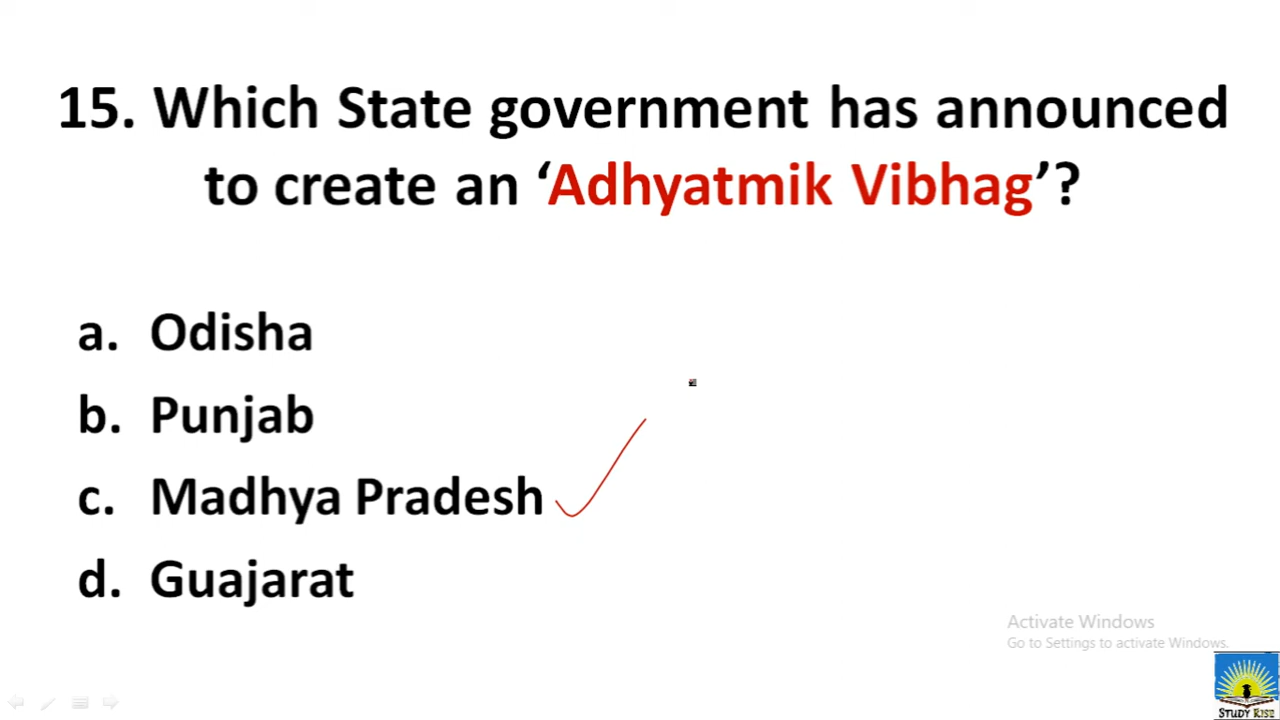 15. Which State government has announced
to create an ‘Adhyatmik Vibhag’?
a. Odisha
b. Punjab
c. Madhya Pradesh
d. Guajarat
Activate Windows
Go to Settings to activate Windows.
STUDY RISE